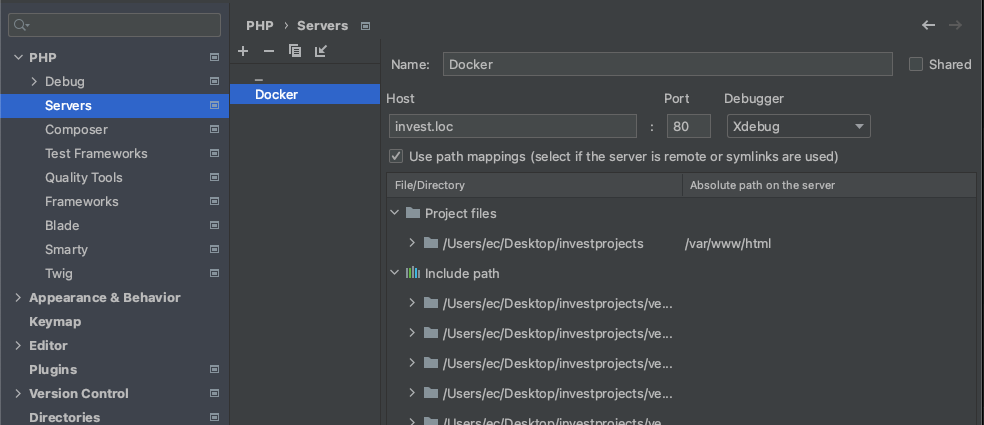 PHP › Servers
PHP
Debug
Servers
Composer
Test Frameworks
Quality Tools
Frameworks
Blade
Smarty
Twig
Appearance & Behavior
Keymap
Editor
Plugins
Version Control
Directories
_
Docker
Name: Docker Shared
Host Port Debugger
invest.loc : 80 Xdebug
Use path mappings (select if the server is remote or symlinks are used)
File/Directory Absolute path on the server
Project files
/Users/ec/Desktop/investprojects /var/www/html
Include path
/Users/ec/Desktop/investprojects/ve...
/Users/ec/Desktop/investprojects/ve...
/Users/ec/Desktop/investprojects/ve...
/Users/ec/Desktop/investprojects/ve...
/Users/ec/Desktop/investprojects/ve...